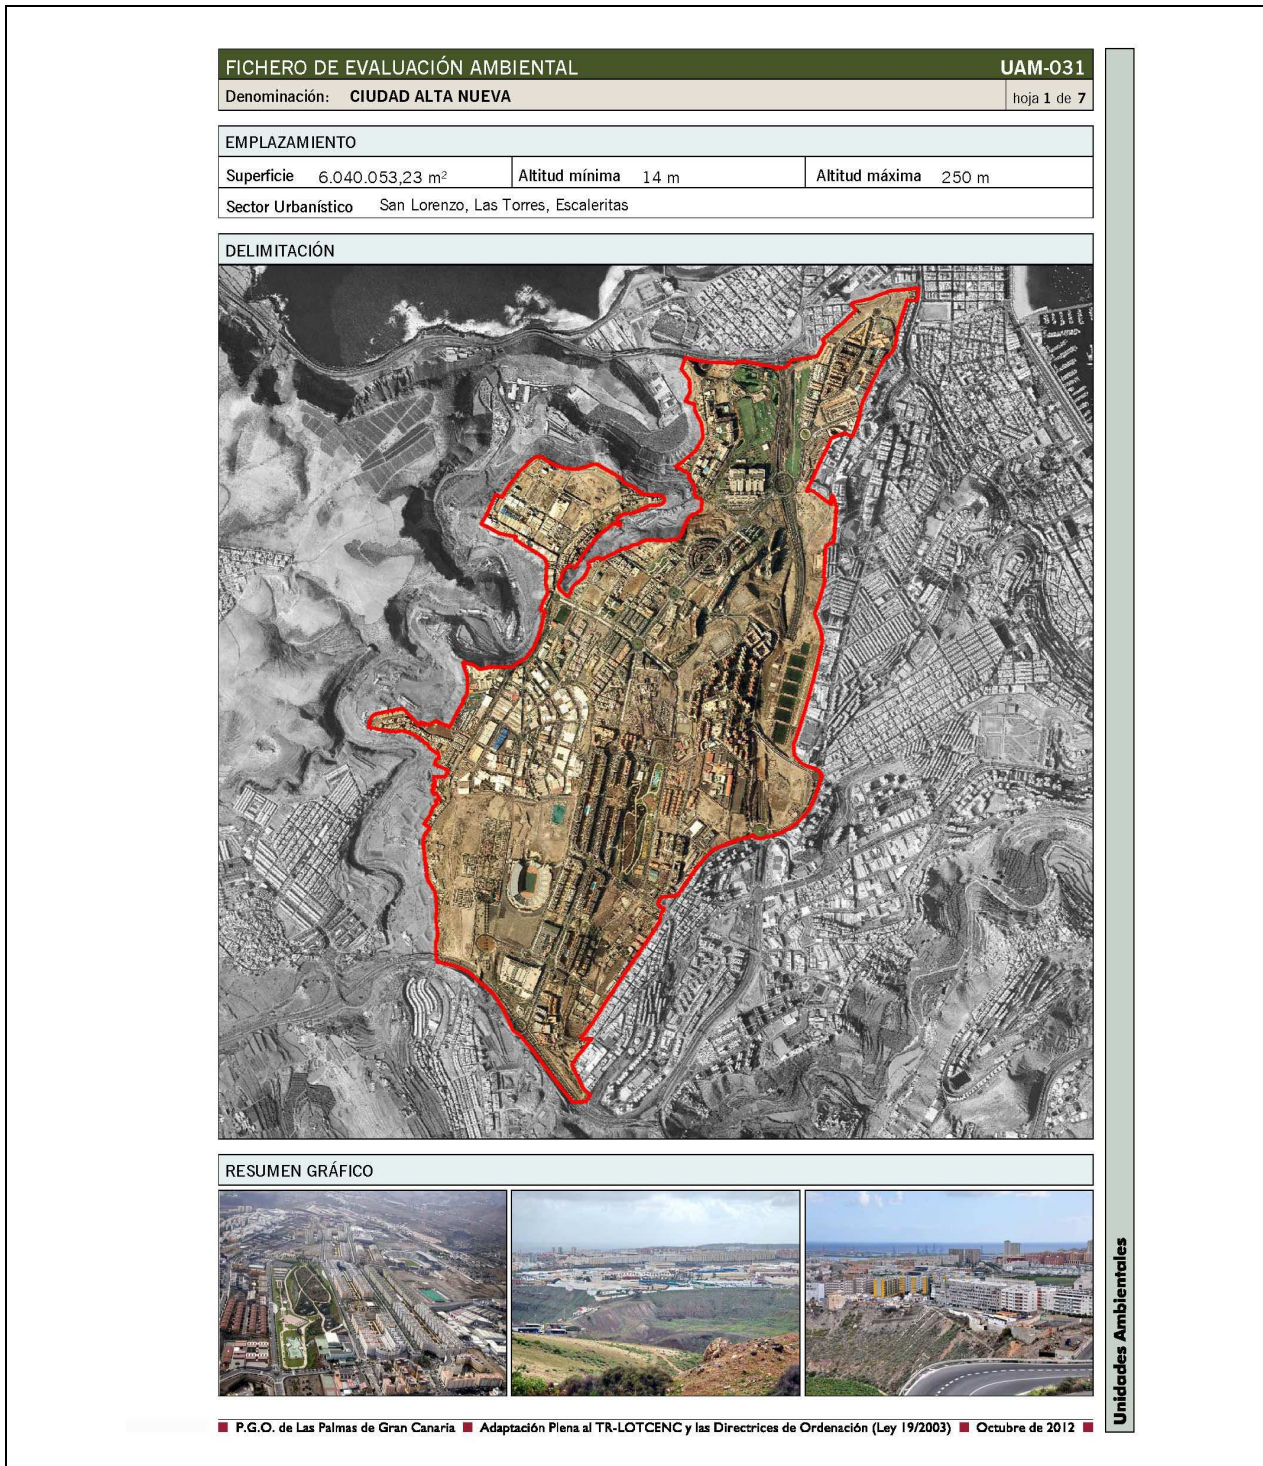 FICHERO DE EVALUACIÓN AMBIENTAL UAM-031
Denominación: CIUDAD ALTA NUEVA hoja 1 de 7
EMPLAZAMIENTO
Superficie 6.040.053,23 m² Altitud mínima 14 m Altitud máxima 250 m
Sector Urbanístico San Lorenzo, Las Torres, Escaleritas
DELIMITACIÓN
RESUMEN GRÁFICO
Unidades Ambientales
P.G.O. de Las Palmas de Gran Canaria Adaptación Plena al TR-LOTCENC y las Directrices de Ordenación (Ley 19/2003) Octubre de 2012